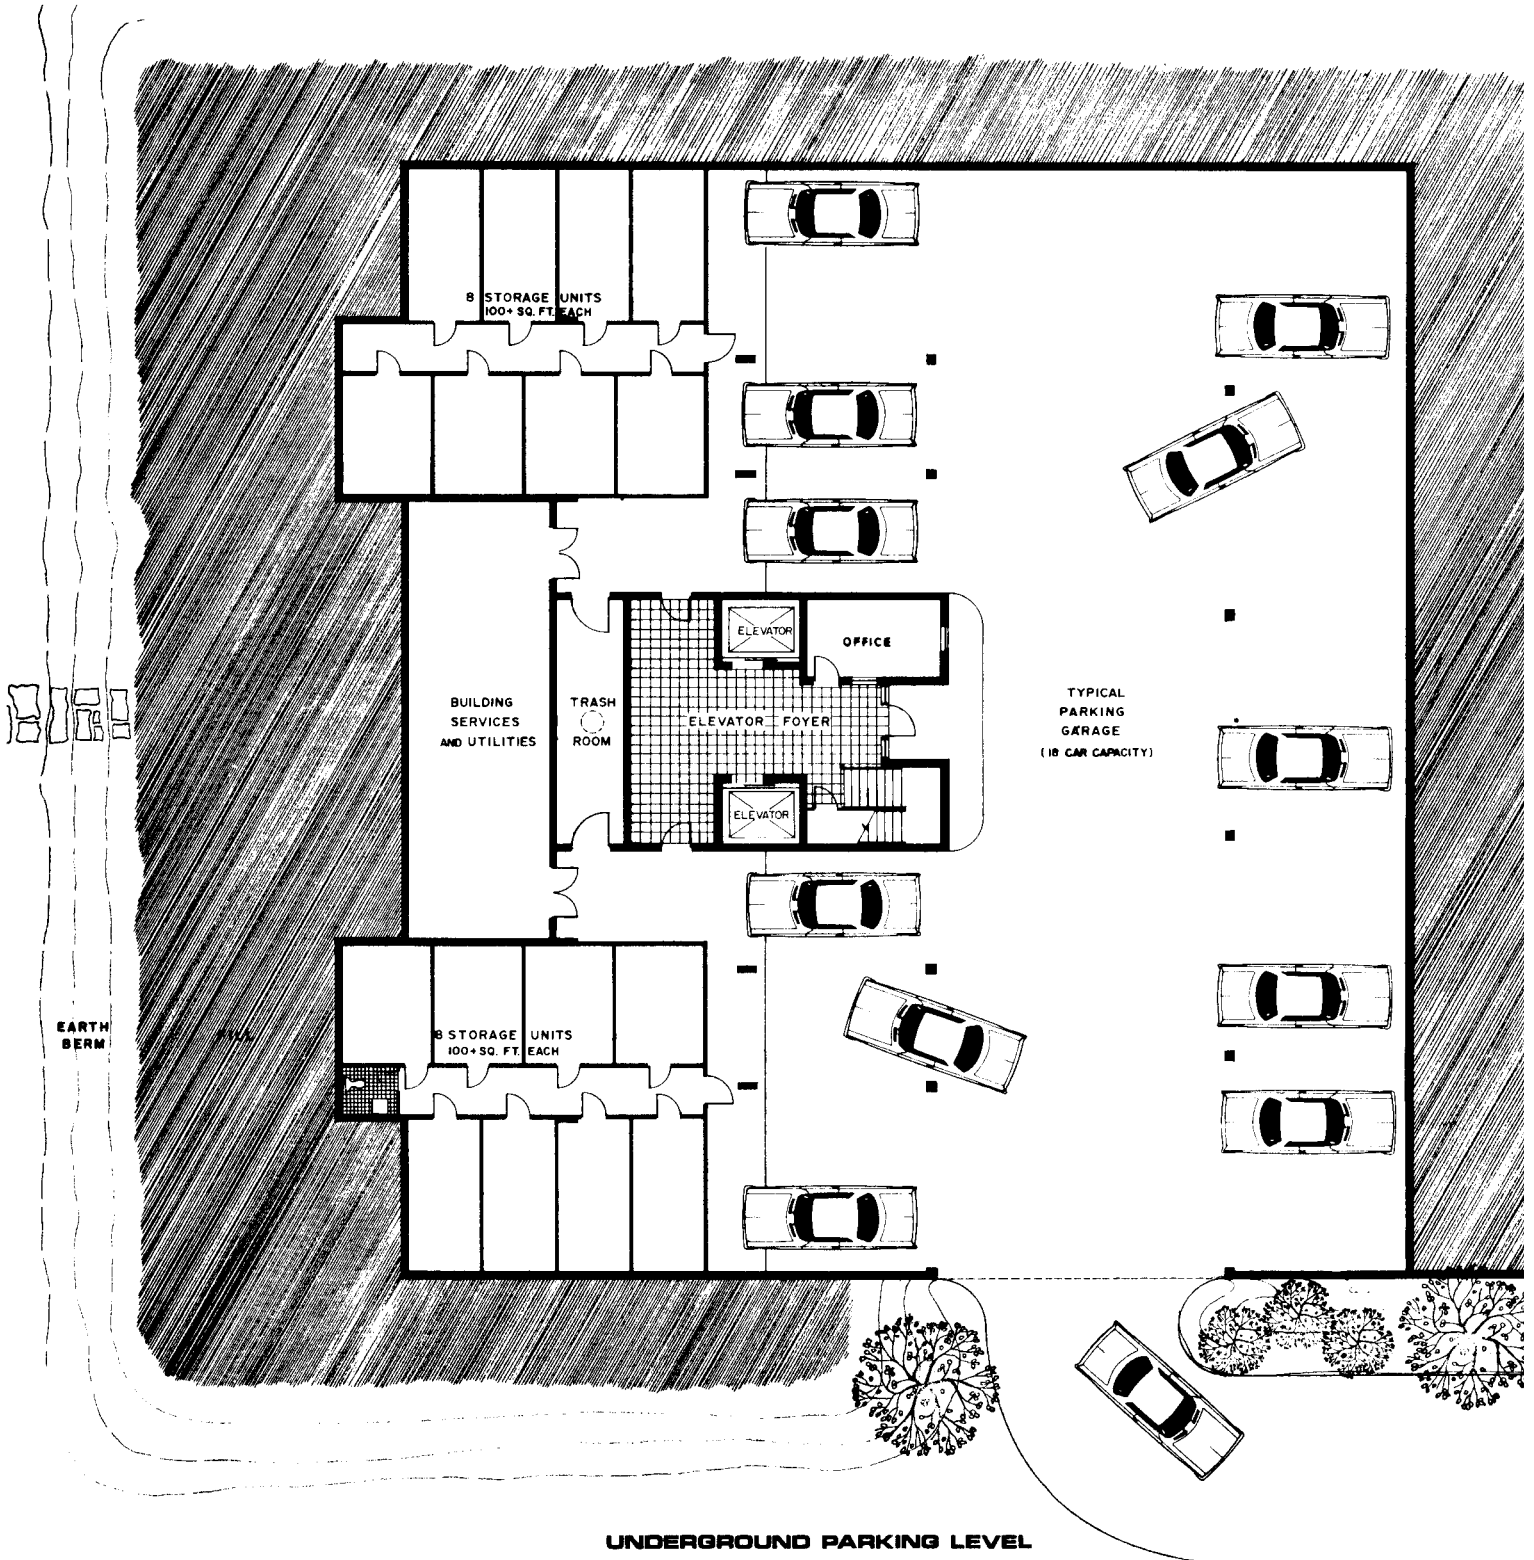 8 STORAGE UNITS
100+ SQ. FT. EACH
ELEVATOR
OFFICE
BUILDING
SERVICES
AND UTILITIES
TRASH
ROOM
ELEVATOR FOYER
TYPICAL
PARKING
GARAGE
(18 CAR CAPACITY)
ELEVATOR
EARTH
BERM
FILL
8 STORAGE UNITS
100+ SQ. FT. EACH
UNDERGROUND PARKING LEVEL